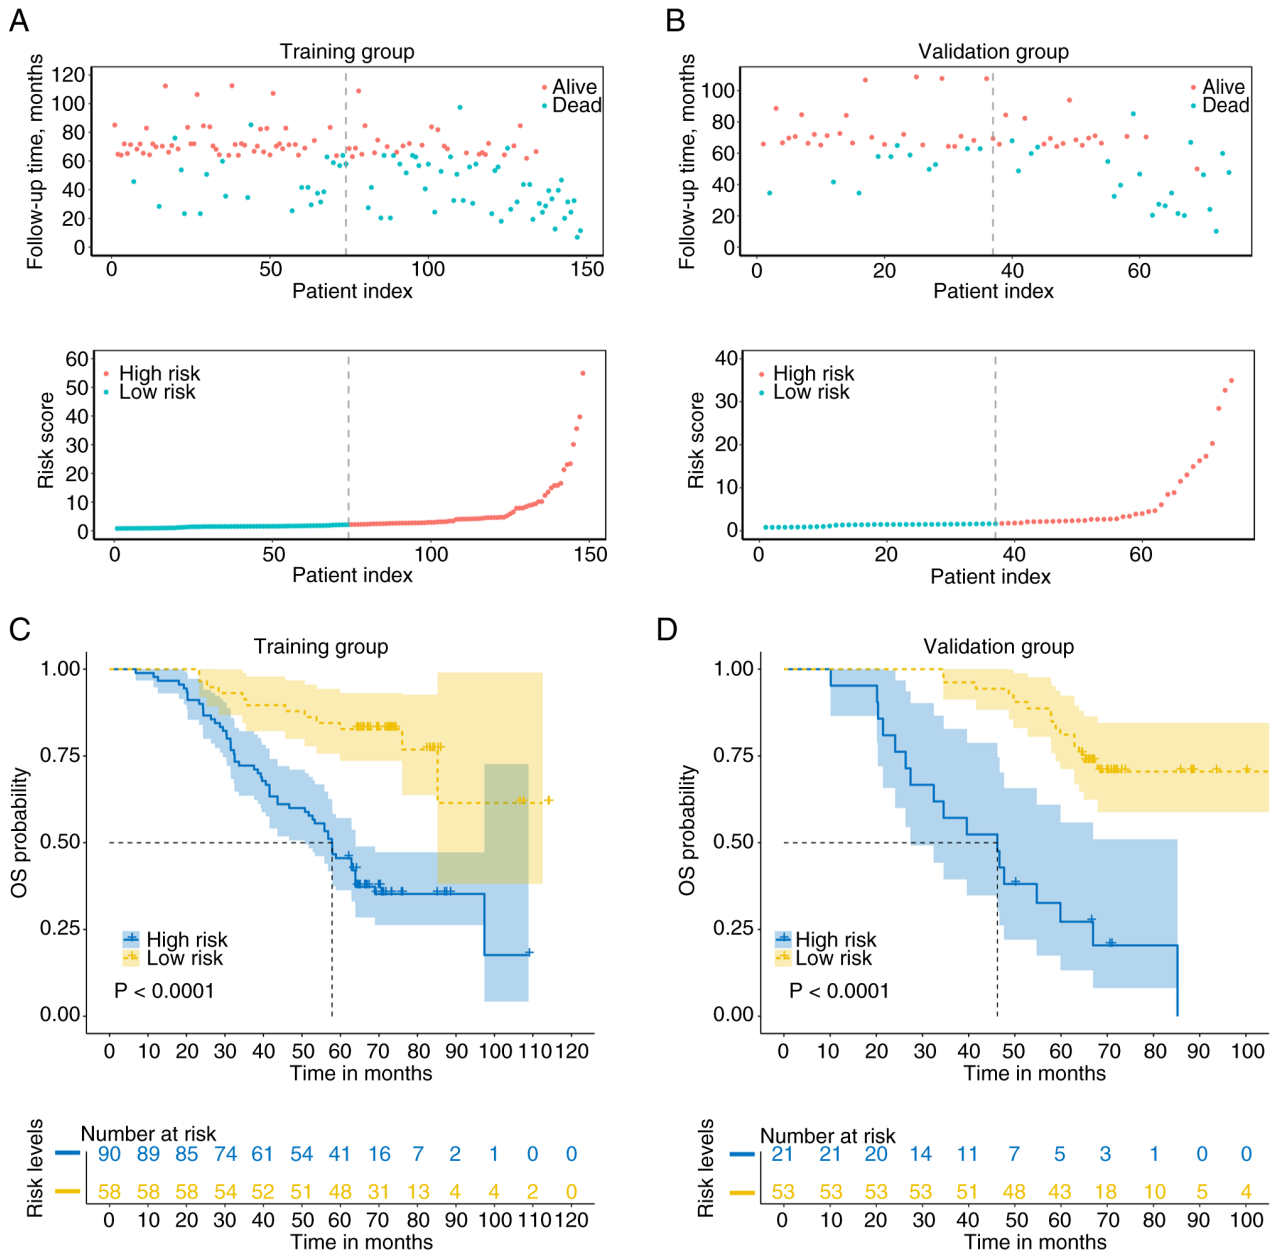 A
Training group
Follow-up time, months
120
100
80
60
40
20
0
Alive
Dead
0 50 100 150
Patient index
B
Validation group
Follow-up time, months
100
80
60
40
20
0
Alive
Dead
0 20 40 60
Patient index
Risk score
60
50
40
30
20
10
0
High risk
Low risk
0 50 100 150
Patient index
Risk score
40
30
20
10
0
High risk
Low risk
0 20 40 60
Patient index
C
Training group
OS probability
1.00
0.75
0.50
0.25
0.00
High risk
Low risk
P < 0.0001
0 10 20 30 40 50 60 70 80 90 100 110 120
Time in months
Risk levels
Number at risk
90 89 85 74 61 54 41 16 7 2 1 0 0
58 58 58 54 52 51 48 31 13 4 4 2 0
0 10 20 30 40 50 60 70 80 90 100 110 120
Time in months
D
Validation group
OS probability
1.00
0.75
0.50
0.25
0.00
High risk
Low risk
P < 0.0001
0 10 20 30 40 50 60 70 80 90 100
Time in months
Risk levels
Number at risk
21 21 20 14 11 7 5 3 1 0 0
53 53 53 53 51 48 43 18 10 5 4
0 10 20 30 40 50 60 70 80 90 100
Time in months